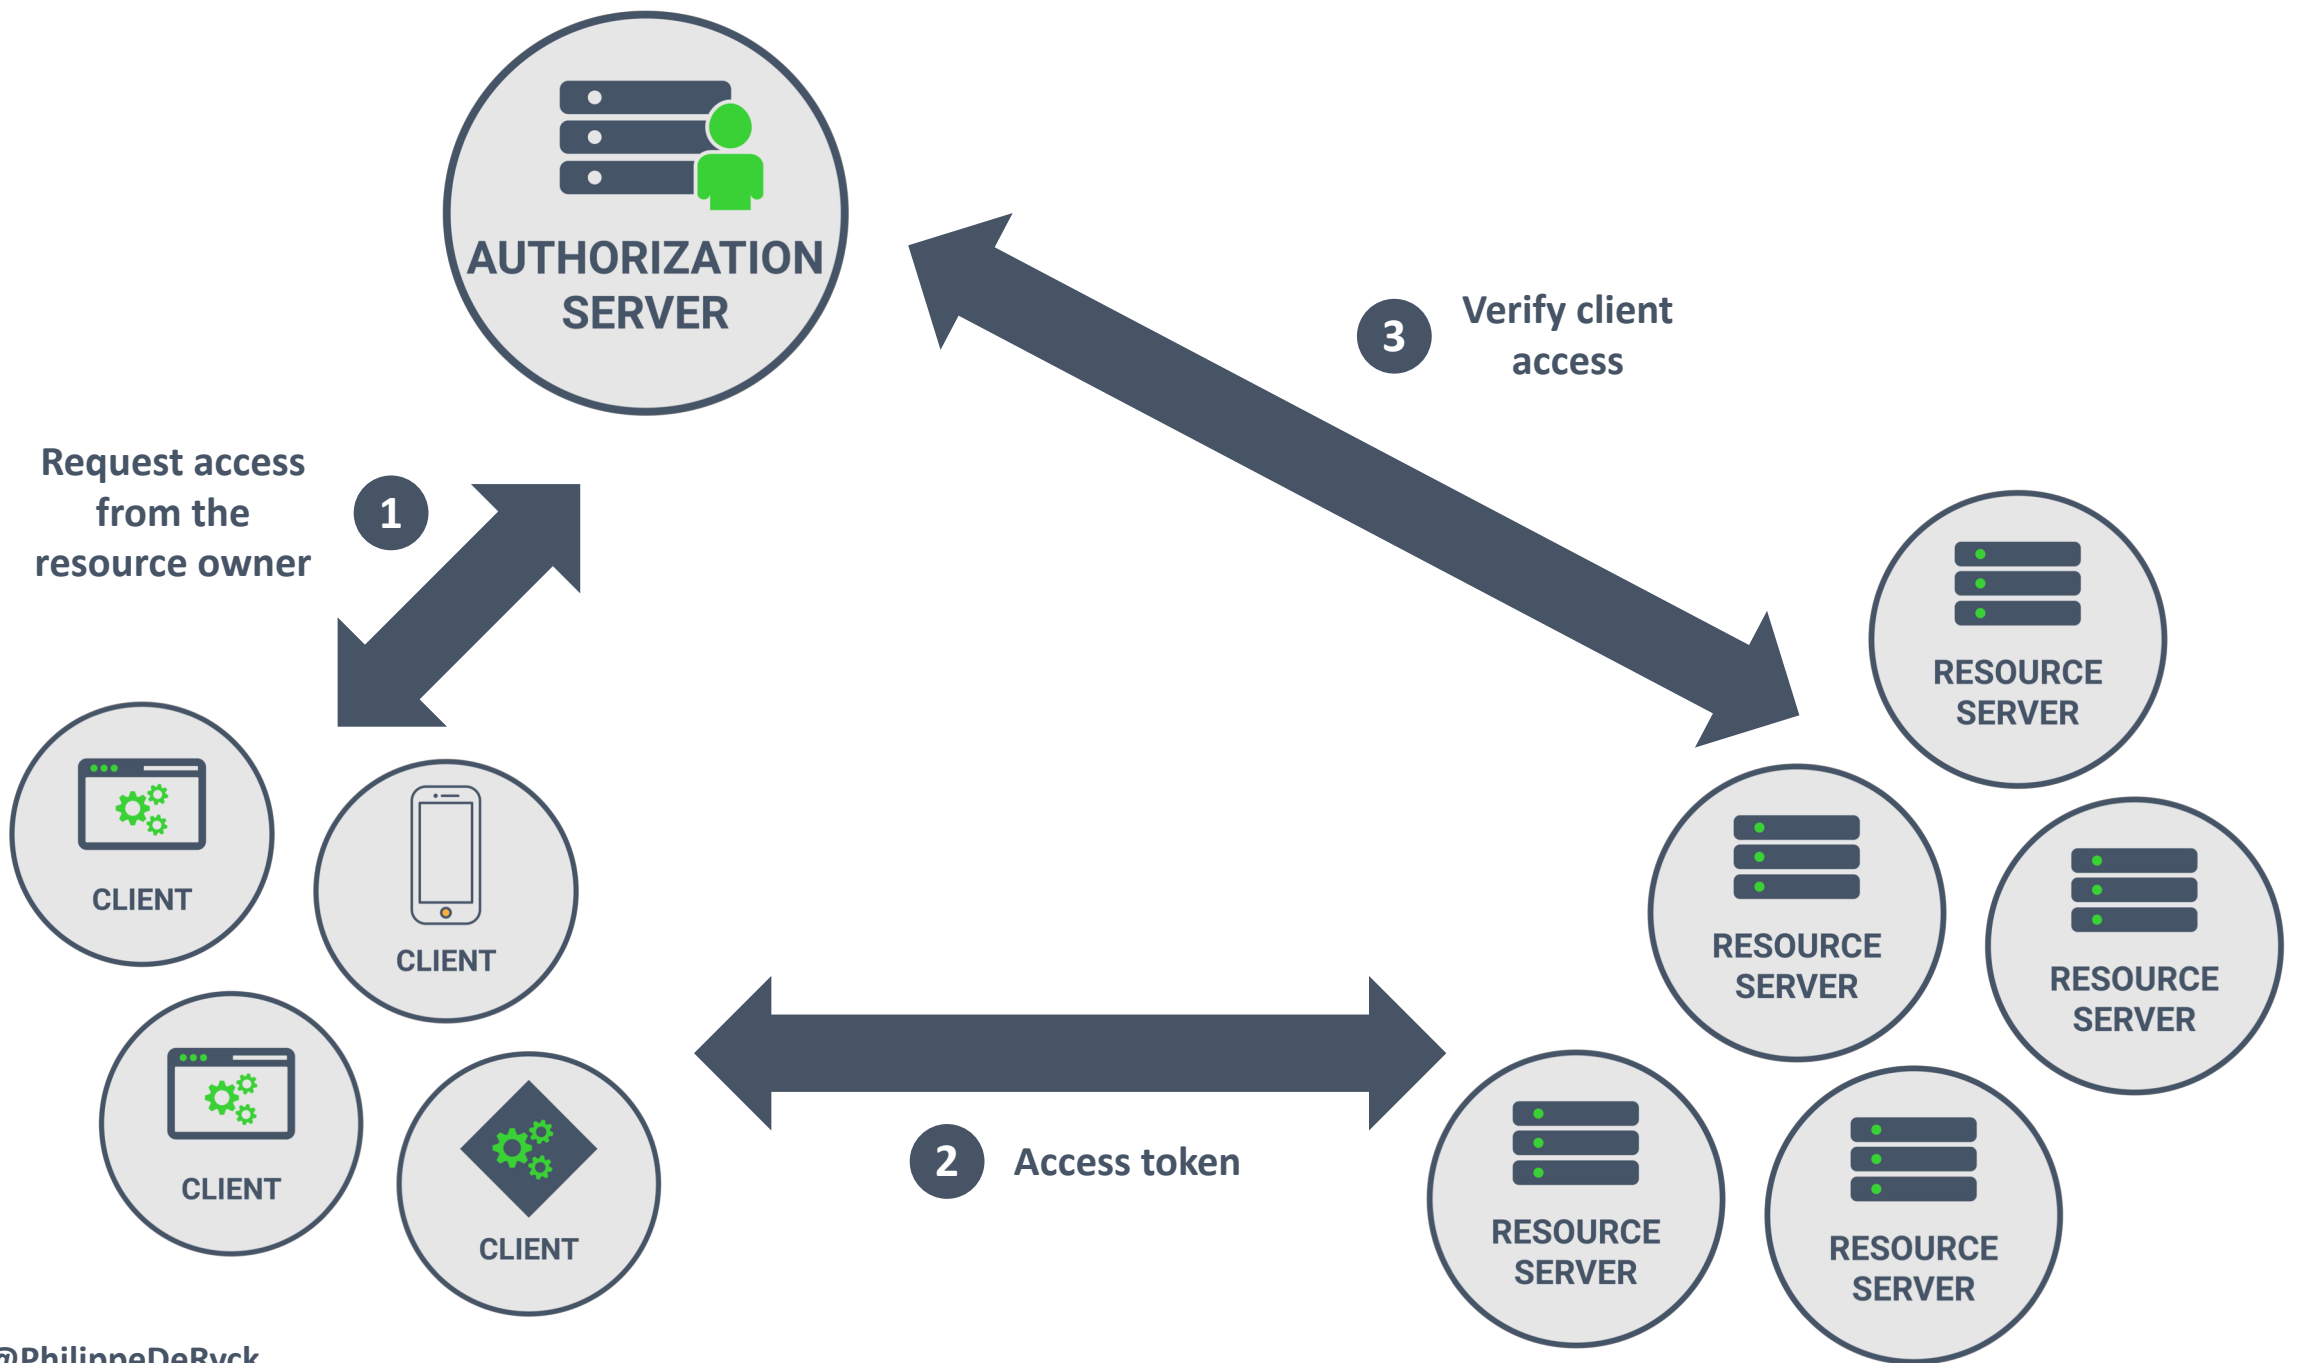 AUTHORIZATION
SERVER
3
Verify client
access
Request access
from the
resource owner
1
RESOURCE
SERVER
CLIENT
CLIENT
RESOURCE
SERVER
RESOURCE
SERVER
CLIENT
CLIENT
2
Access token
RESOURCE
SERVER
RESOURCE
SERVER
@PhilippeDeRyck